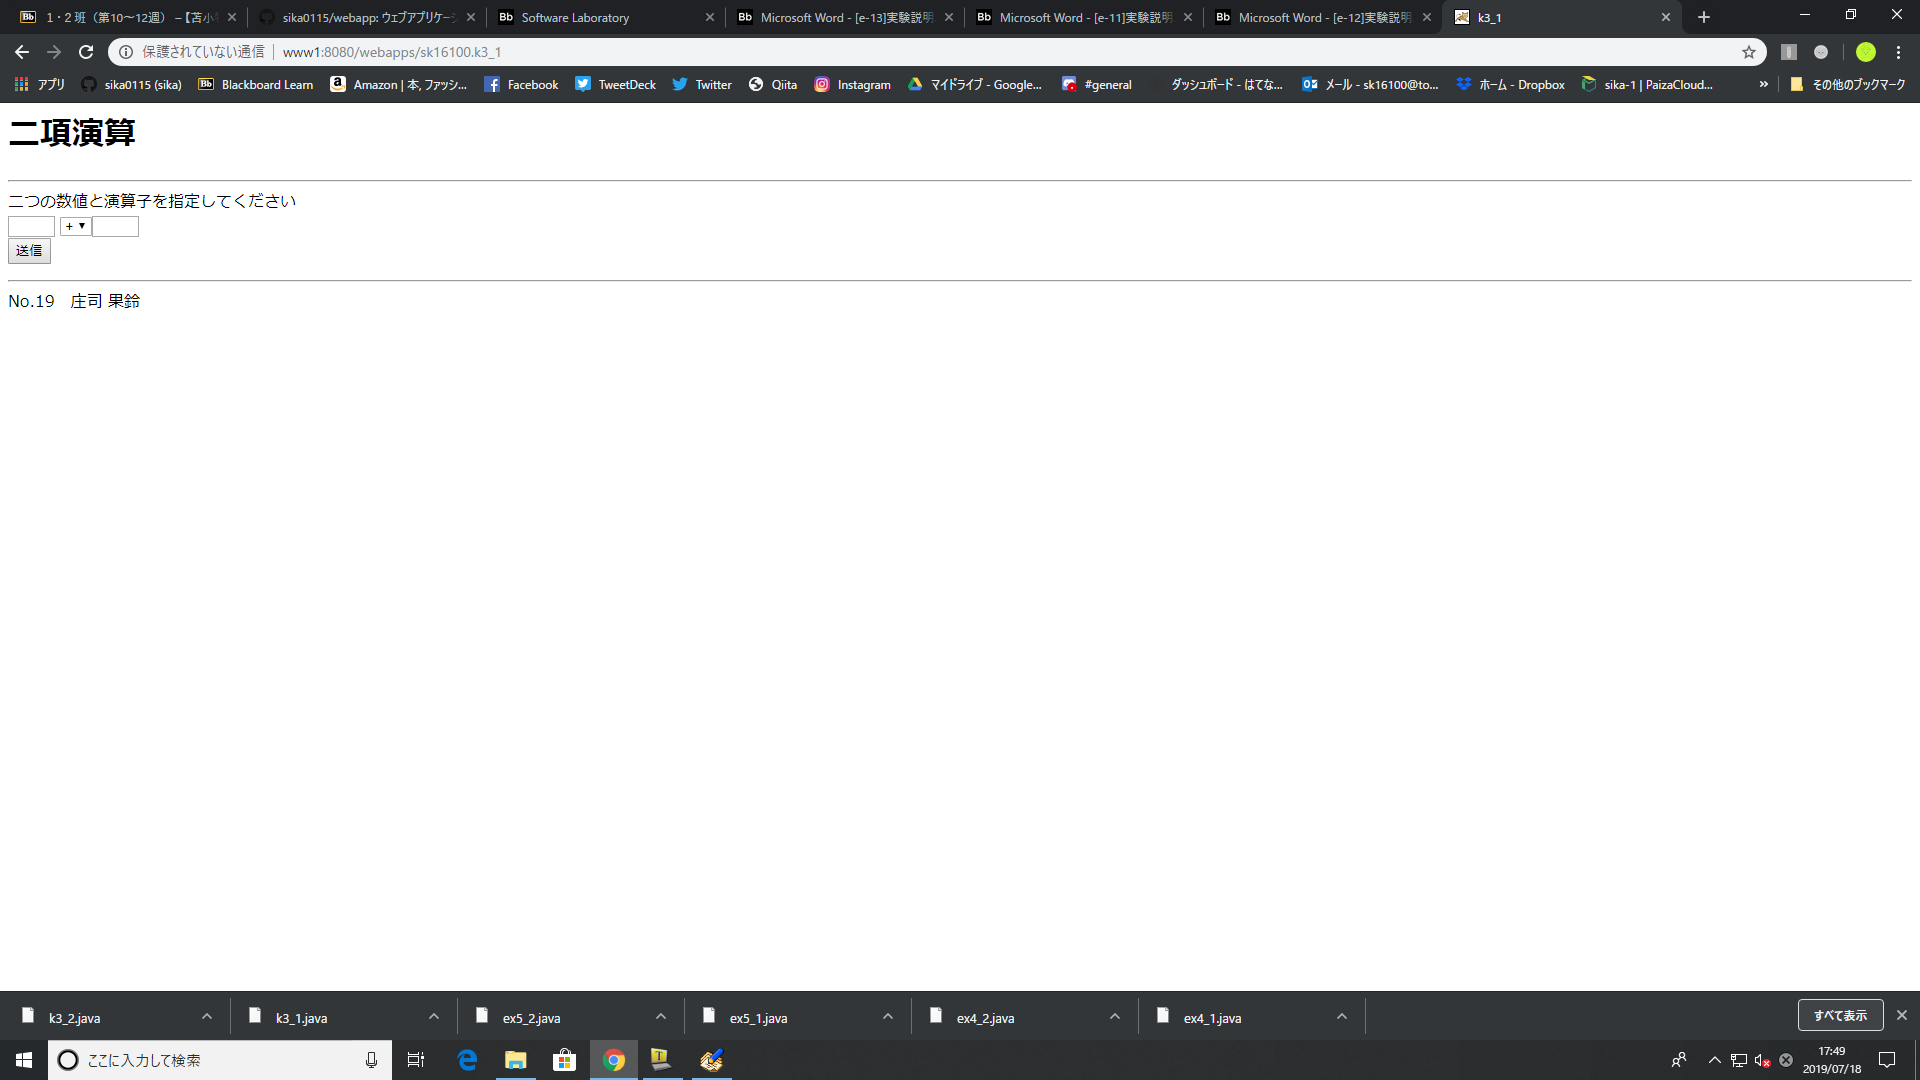 1・2 班（第10～12週） – 【苫小
sika0115/webapp: ウェブアプリケー
Software Laboratory
Microsoft Word - [e-13]実験説明
Microsoft Word - [e-11]実験説明
Microsoft Word - [e-12]実験説明
k3_1
保護されていない通信 | www1:8080/webapps/sk16100.k3_1
アプリ
sika0115 (sika)
Blackboard Learn
Amazon | 本, ファッシ...
Facebook
TweetDeck
Twitter
Qiita
Instagram
マイドライブ - Google...
#general
ダッシュボード - はてな...
メール - sk16100@to...
ホーム - Dropbox
sika-1 | PaizaCloud...
»
その他のブックマーク
二項演算
二つの数値と演算子を指定してください
+
送信
No.19　庄司 果鈴
k3_2.java
k3_1.java
ex5_2.java
ex5_1.java
ex4_2.java
ex4_1.java
すべて表示
ここに入力して検索
17:49
2019/07/18